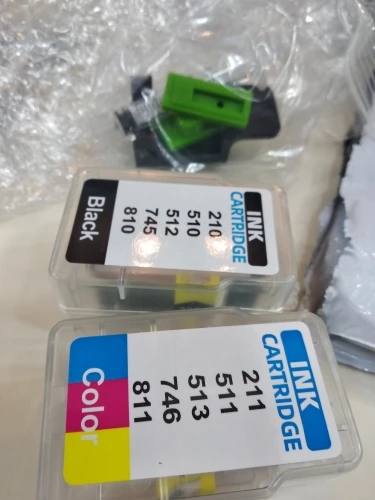 INK
CARTRIDGE
210
510
512
745
810
Black
INK
CARTRIDGE
211
511
513
746
811
Color